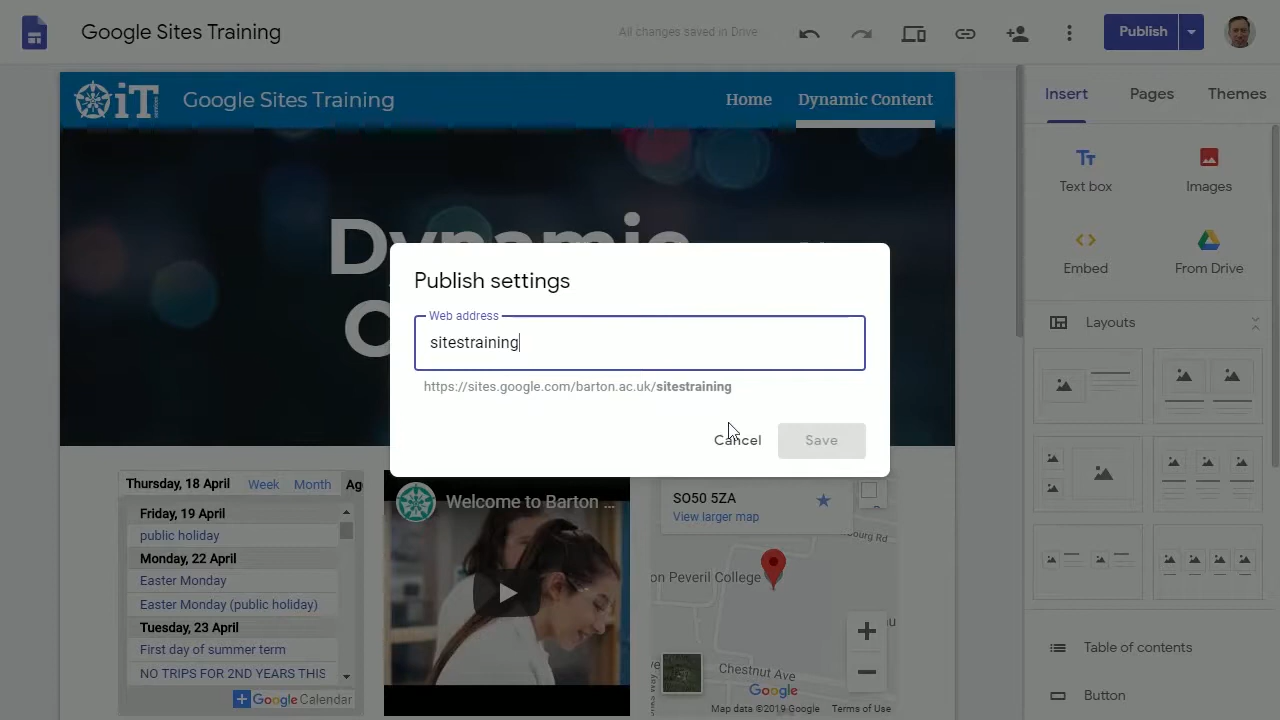 Google Sites Training
All changes saved in Drive
Publish
iT
Google Sites Training
Home
Dynamic Content
Insert
Pages
Themes
Text box
Images
Embed
From Drive
Layouts
Table of contents
Button
Dynamic
Publish settings
Web address
sitestraining
https://sites.google.com/barton.ac.uk/sitestraining
Cancel
Save
Thursday, 18 April
Week
Month
Friday, 19 April
public holiday
Monday, 22 April
Easter Monday
Easter Monday (public holiday)
Tuesday, 23 April
First day of summer term
NO TRIPS FOR 2ND YEARS THIS
Google Calendar
Welcome to Barton ...
SO50 5ZA
View larger map
on Peveril College
Chestnut Ave
Google
Map data ©2019 Google
Terms of Use